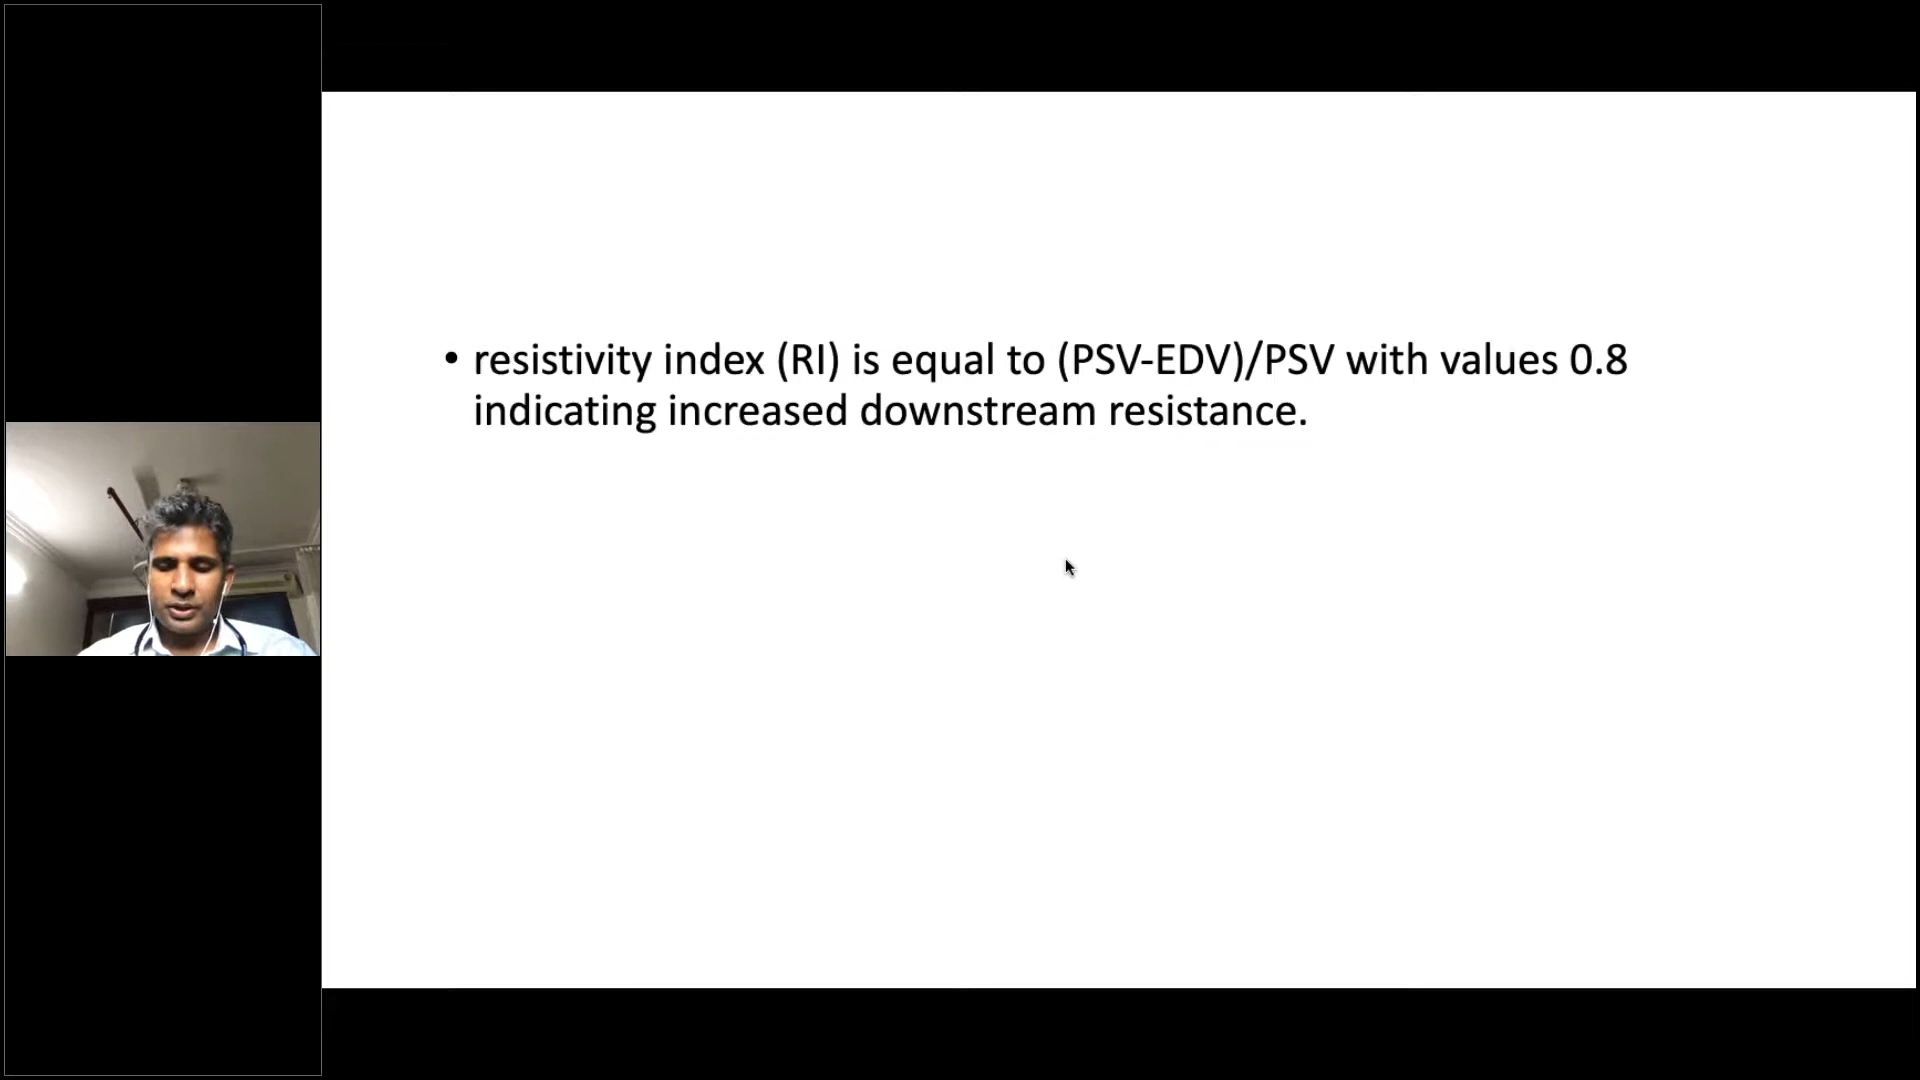 • resistivity index (RI) is equal to (PSV-EDV)/PSV with values 0.8
indicating increased downstream resistance.